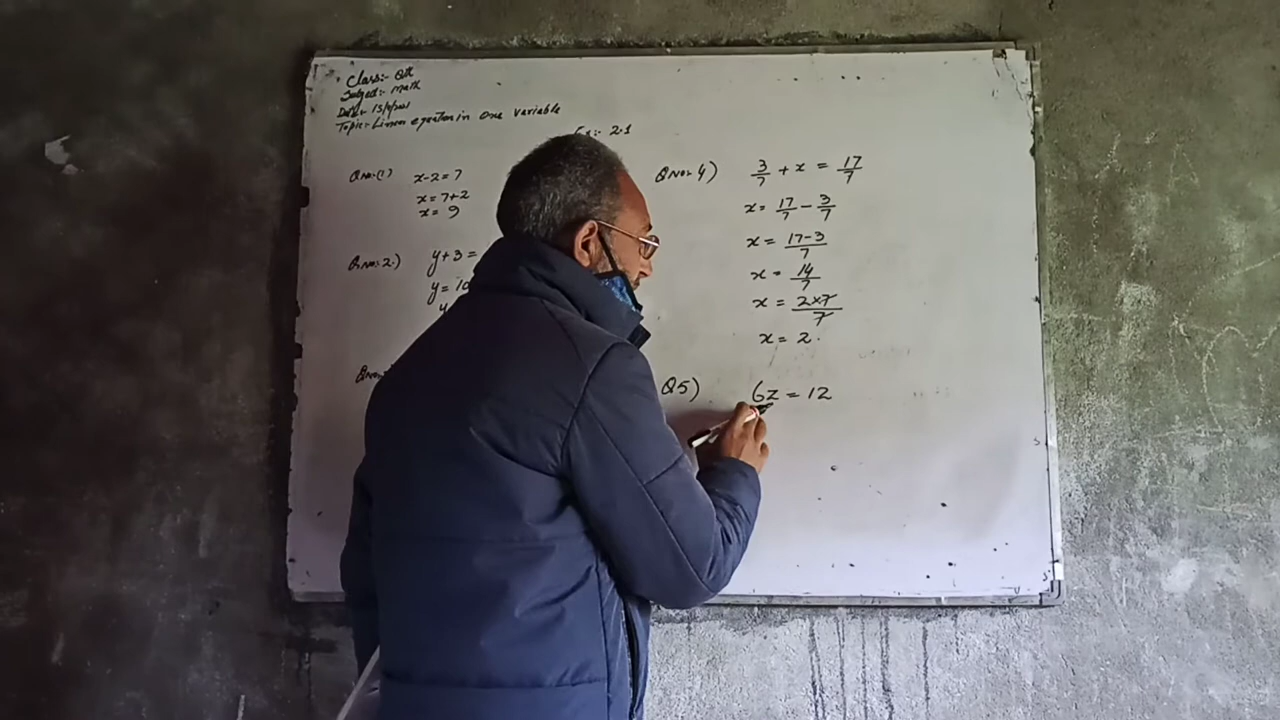 Class:- 8th
Subject:- Math
Date:-
Topic:- Linear equation in One variable
Ex:- 2.1
Q.No:(1) x-2=7
x=7+2
x=9
Q.No:2.) y+3=
y=10
Q.No:
Q.No:4) 3/7 + x = 17/7
x= 17/7 - 3/7
x= 17-3/7
x= 14/7
x= 2×7/7
x=2.
Q5) 6z=12